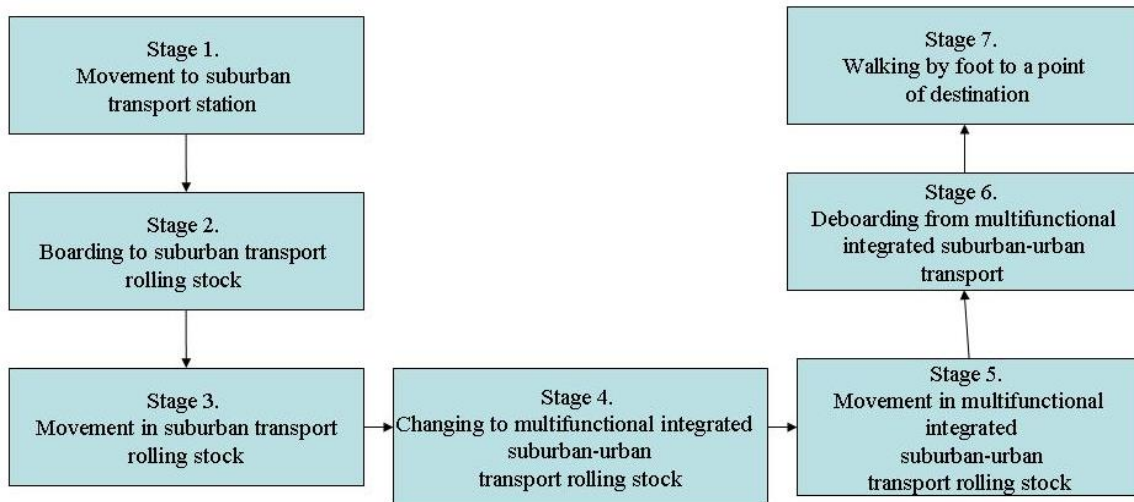 Stage 1.
Movement to suburban
transport station
Stage 2.
Boarding to suburban transport
rolling stock
Stage 3.
Movement in suburban transport
rolling stock
Stage 4.
Changing to multifunctional integrated
suburban-urban
transport rolling stock
Stage 5.
Movement in multifunctional
integrated
suburban-urban
transport rolling stock
Stage 6.
Deboarding from multifunctional
integrated suburban-urban
transport
Stage 7.
Walking by foot to a point
of destination